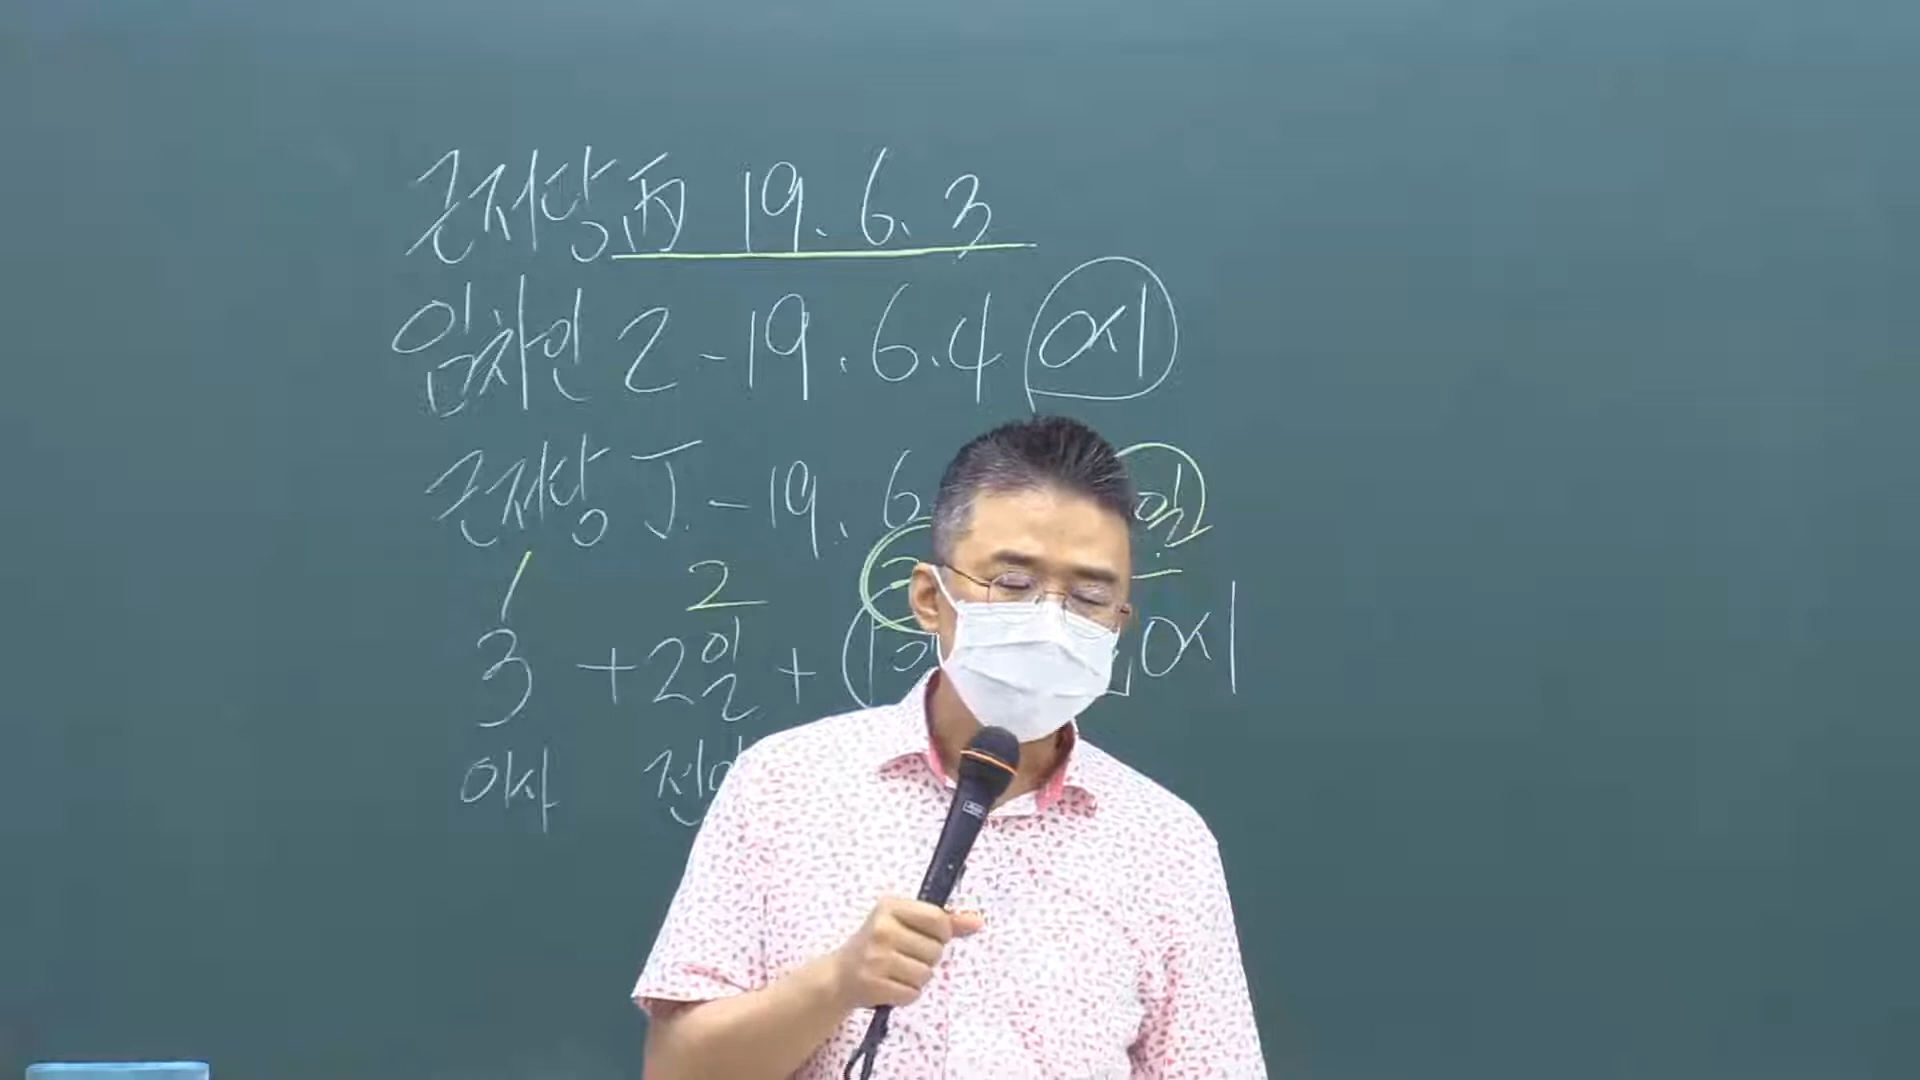 근저당 丙 19.6.3
임차인 乙 - 19.6.4 0시
근저당 丁 - 19.6 일
1 2
3 + 2일 + ( 0시
이사 전